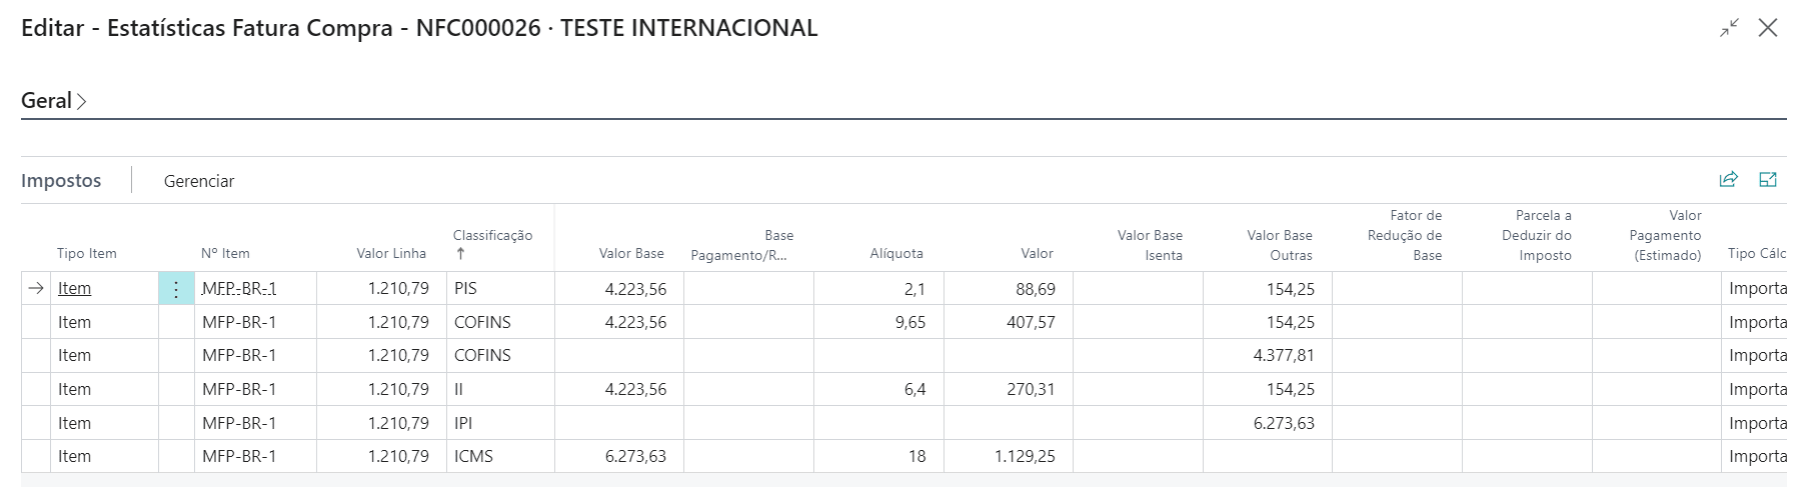 Editar - Estatísticas Fatura Compra - NFC000026 · TESTE INTERNACIONAL
Geral
Impostos Gerenciar
Tipo Item Nº Item Valor Linha Classificação ↑ Valor Base Base Pagamento/R... Alíquota Valor Valor Base Isenta Valor Base Outras Fator de Redução de Base Parcela a Deduzir do Imposto Valor Pagamento (Estimado) Tipo Cálc
→ Item MFP-BR-1 1.210,79 PIS 4.223,56 2,1 88,69 154,25 Importa
Item MFP-BR-1 1.210,79 COFINS 4.223,56 9,65 407,57 154,25 Importa
Item MFP-BR-1 1.210,79 COFINS 4.377,81 Importa
Item MFP-BR-1 1.210,79 II 4.223,56 6,4 270,31 154,25 Importa
Item MFP-BR-1 1.210,79 IPI 6.273,63 Importa
Item MFP-BR-1 1.210,79 ICMS 6.273,63 18 1.129,25 Importa